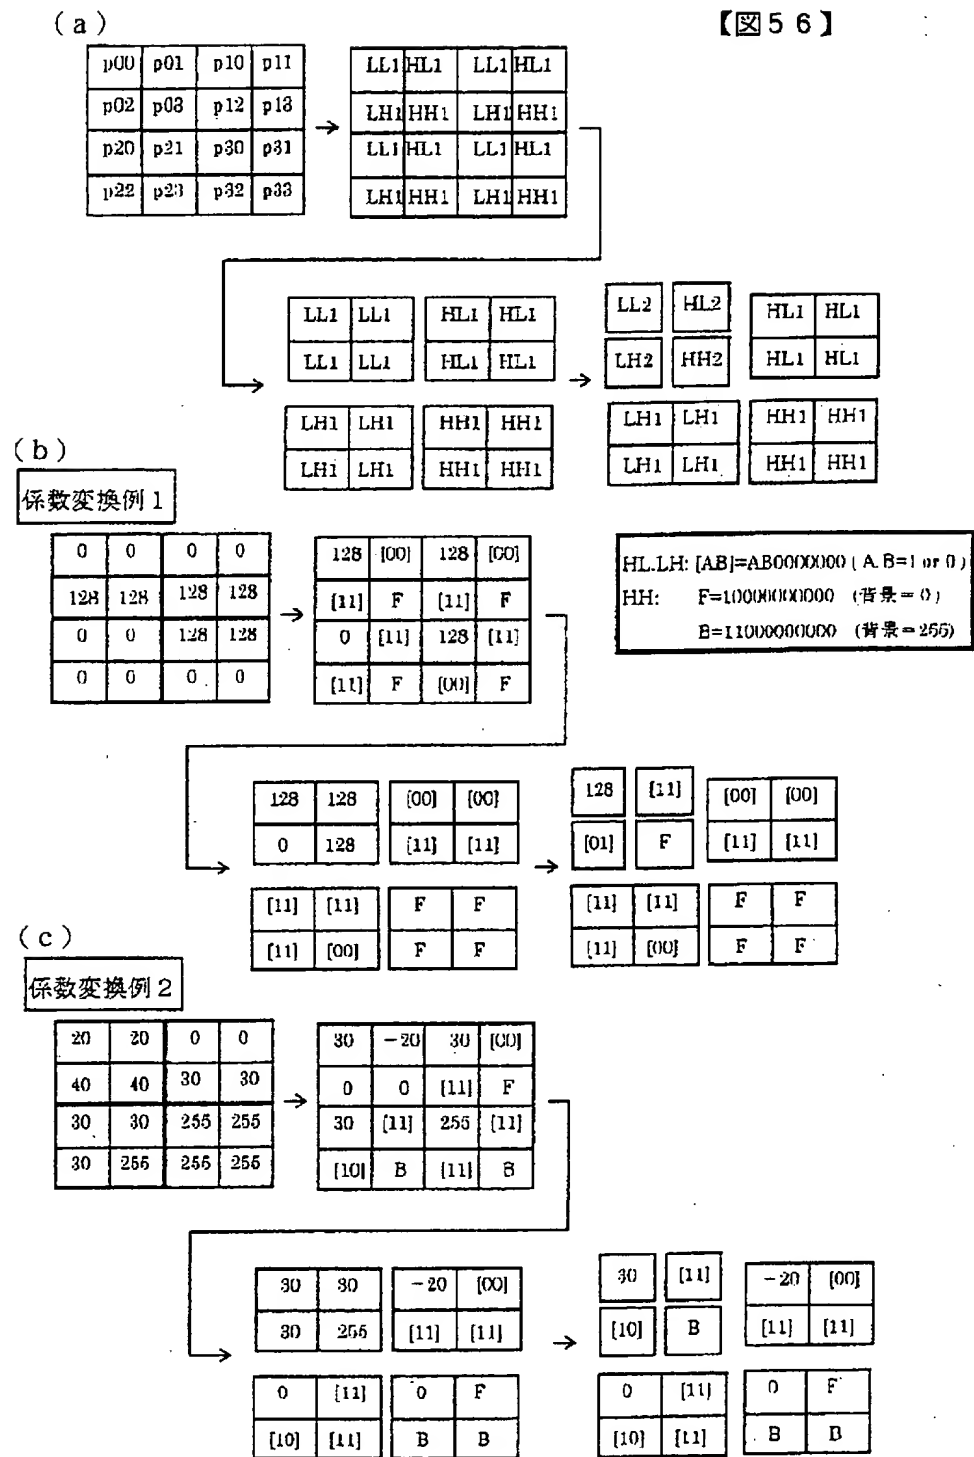 (a)
【図56】
p00 p01 p10 p11
p02 p03 p12 p13
p20 p21 p30 p31
p22 p23 p32 p33
LL1 HL1 LL1 HL1
LH1 HH1 LH1 HH1
LL1 HL1 LL1 HL1
LH1 HH1 LH1 HH1
LL1 LL1 HL1 HL1
LL1 LL1 HL1 HL1
LH1 LH1 HH1 HH1
LH1 LH1 HH1 HH1
LL2 HL2 HL1 HL1
LH2 HH2 HL1 HL1
LH1 LH1 HH1 HH1
LH1 LH1 HH1 HH1
(b)
係数変換例1
0 0 0 0
128 128 128 128
0 0 128 128
0 0 0 0
128 [00] 128 [00]
[11] F [11] F
0 [11] 128 [11]
[11] F [00] F
HL.LH: [AB]=AB0000000 ( A.B=1 or 0 )
HH: F=10000000000 (背景=0)
B=11000000000 (背景=255)
128 128 [00] [00]
0 128 [11] [11]
[11] [11] F F
[11] [00] F F
128 [11] [00] [00]
[01] F [11] [11]
[11] [11] F F
[11] [00] F F
(c)
係数変換例2
20 20 0 0
40 40 30 30
30 30 255 255
30 255 255 255
30 -20 30 [00]
0 0 [11] F
30 [11] 255 [11]
[10] B [11] B
30 30 -20 [00]
30 255 [11] [11]
0 [11] 0 F
[10] [11] B B
30 [11] -20 [00]
[10] B [11] [11]
0 [11] 0 F
[10] [11] B B